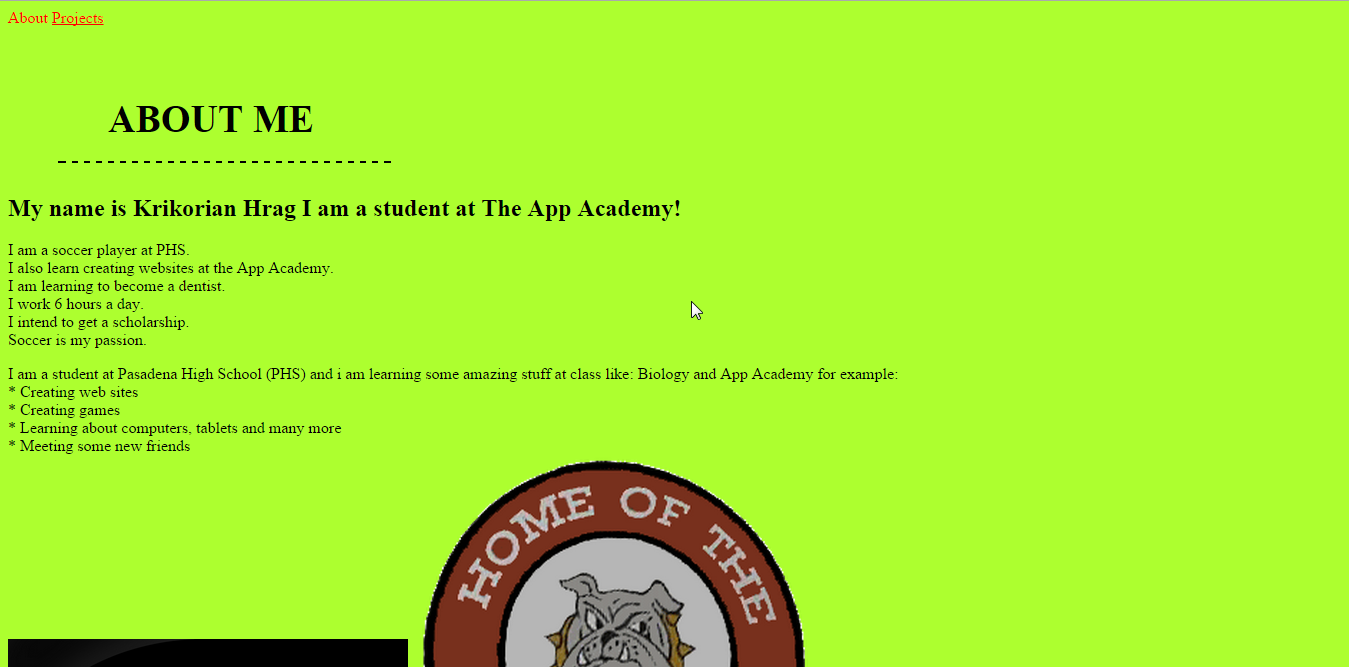 About Projects
ABOUT ME
My name is Krikorian Hrag I am a student at The App Academy!
I am a soccer player at PHS.
I also learn creating websites at the App Academy.
I am learning to become a dentist.
I work 6 hours a day.
I intend to get a scholarship.
Soccer is my passion.
I am a student at Pasadena High School (PHS) and i am learning some amazing stuff at class like: Biology and App Academy for example:
* Creating web sites
* Creating games
* Learning about computers, tablets and many more
* Meeting some new friends
HOME OF THE